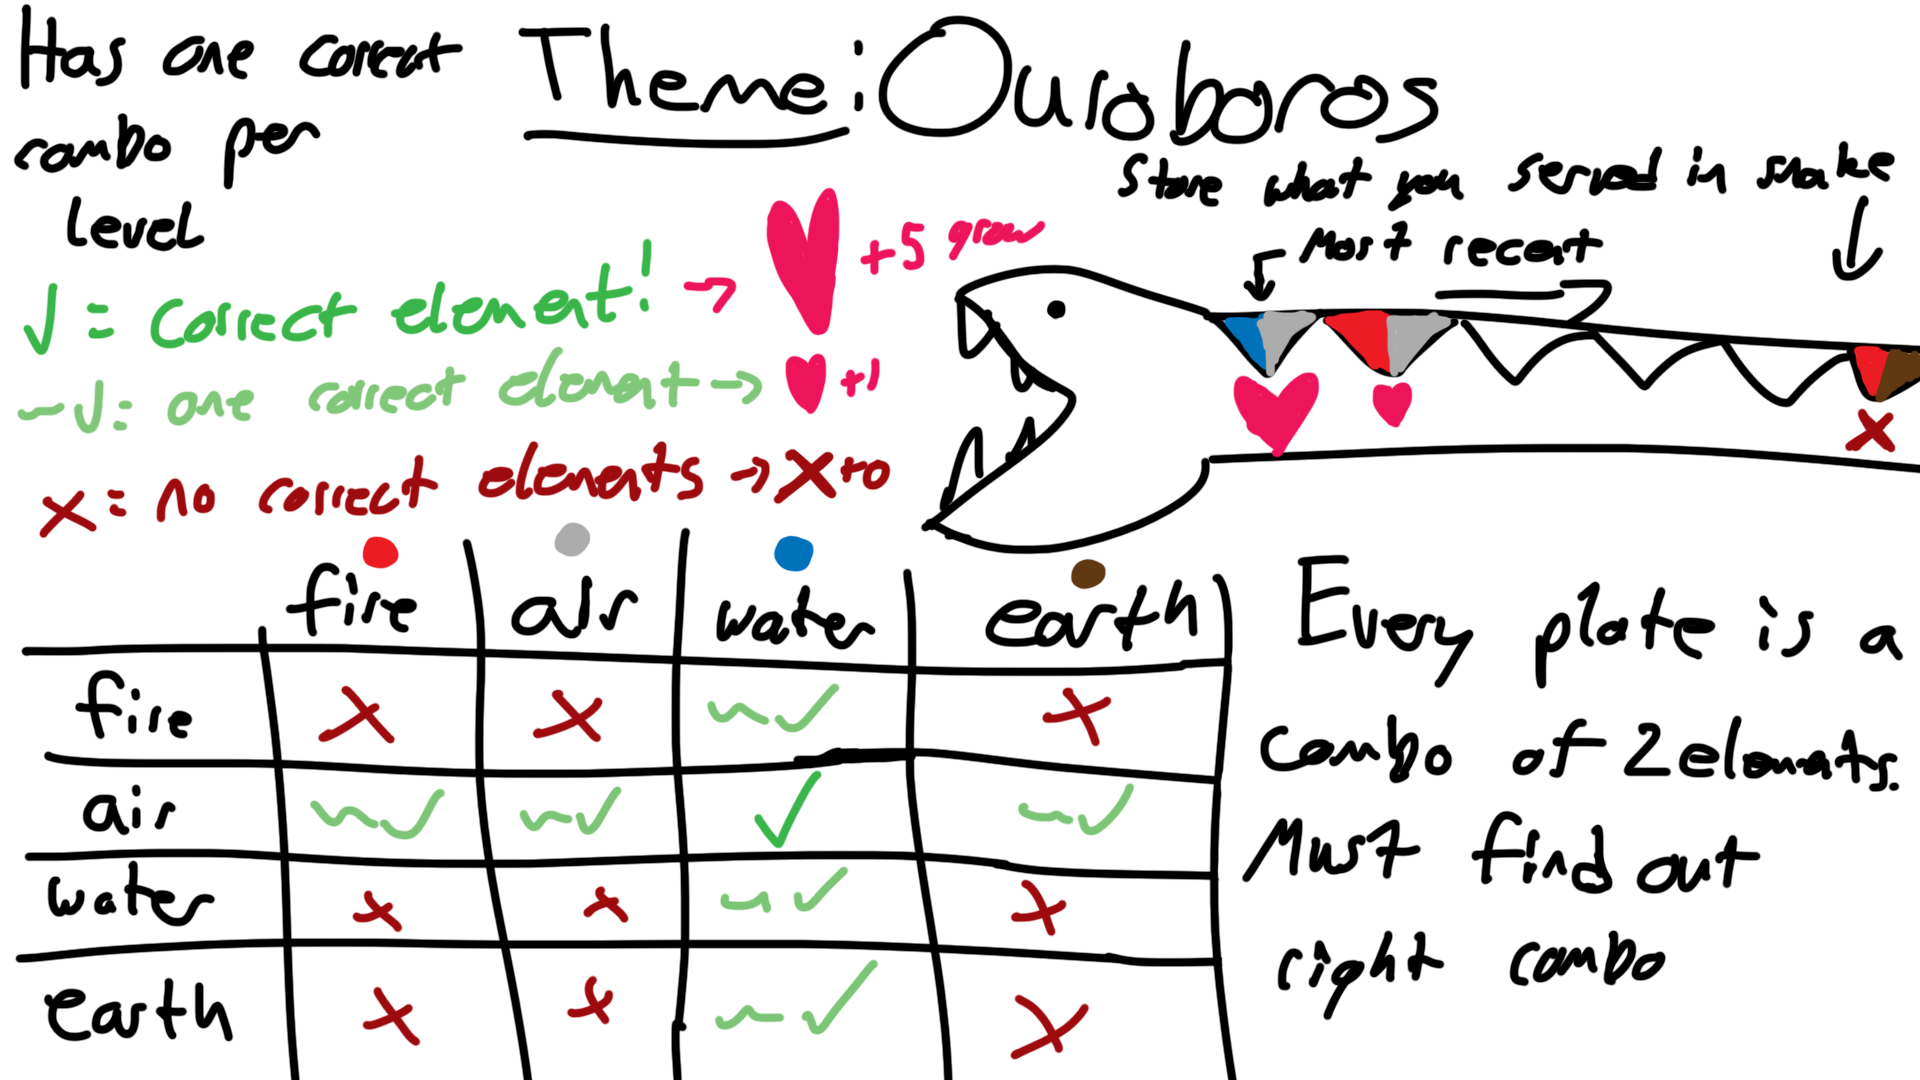 Has one correct
combo per
level
Theme: Ouroboros
Store what you served in snake
Most recent
√ = correct element! → +5 grow
~√ = one correct element → +1
x = no correct elements → x +0
fire air water earth
fire x x ~√ x
air ~√ ~√ √ ~√
water x x ~√ x
earth x x ~√ x
Every plate is a
combo of 2 elements.
Must find out
right combo